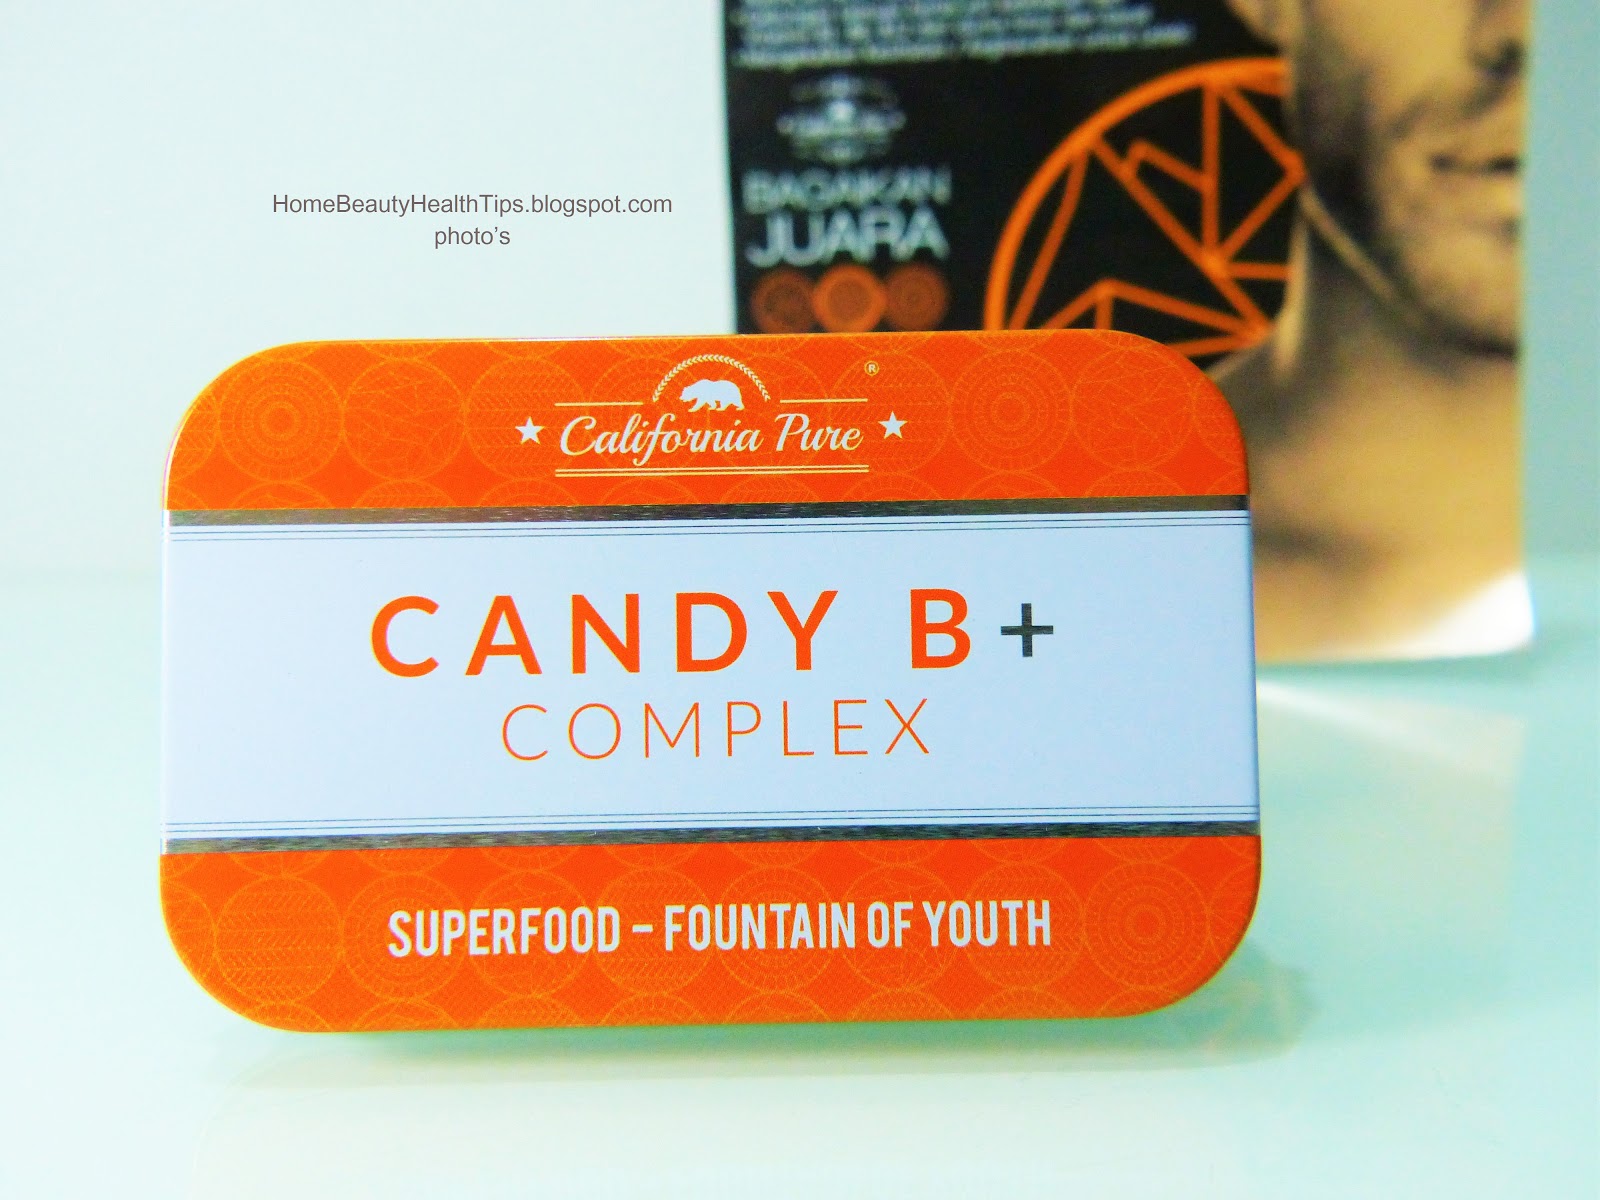 HomeBeautyHealthTips.blogspot.com
photo's
BAGAIKAN
JUARA
®
California Pure
CANDY B+
COMPLEX
SUPERFOOD – FOUNTAIN OF YOUTH